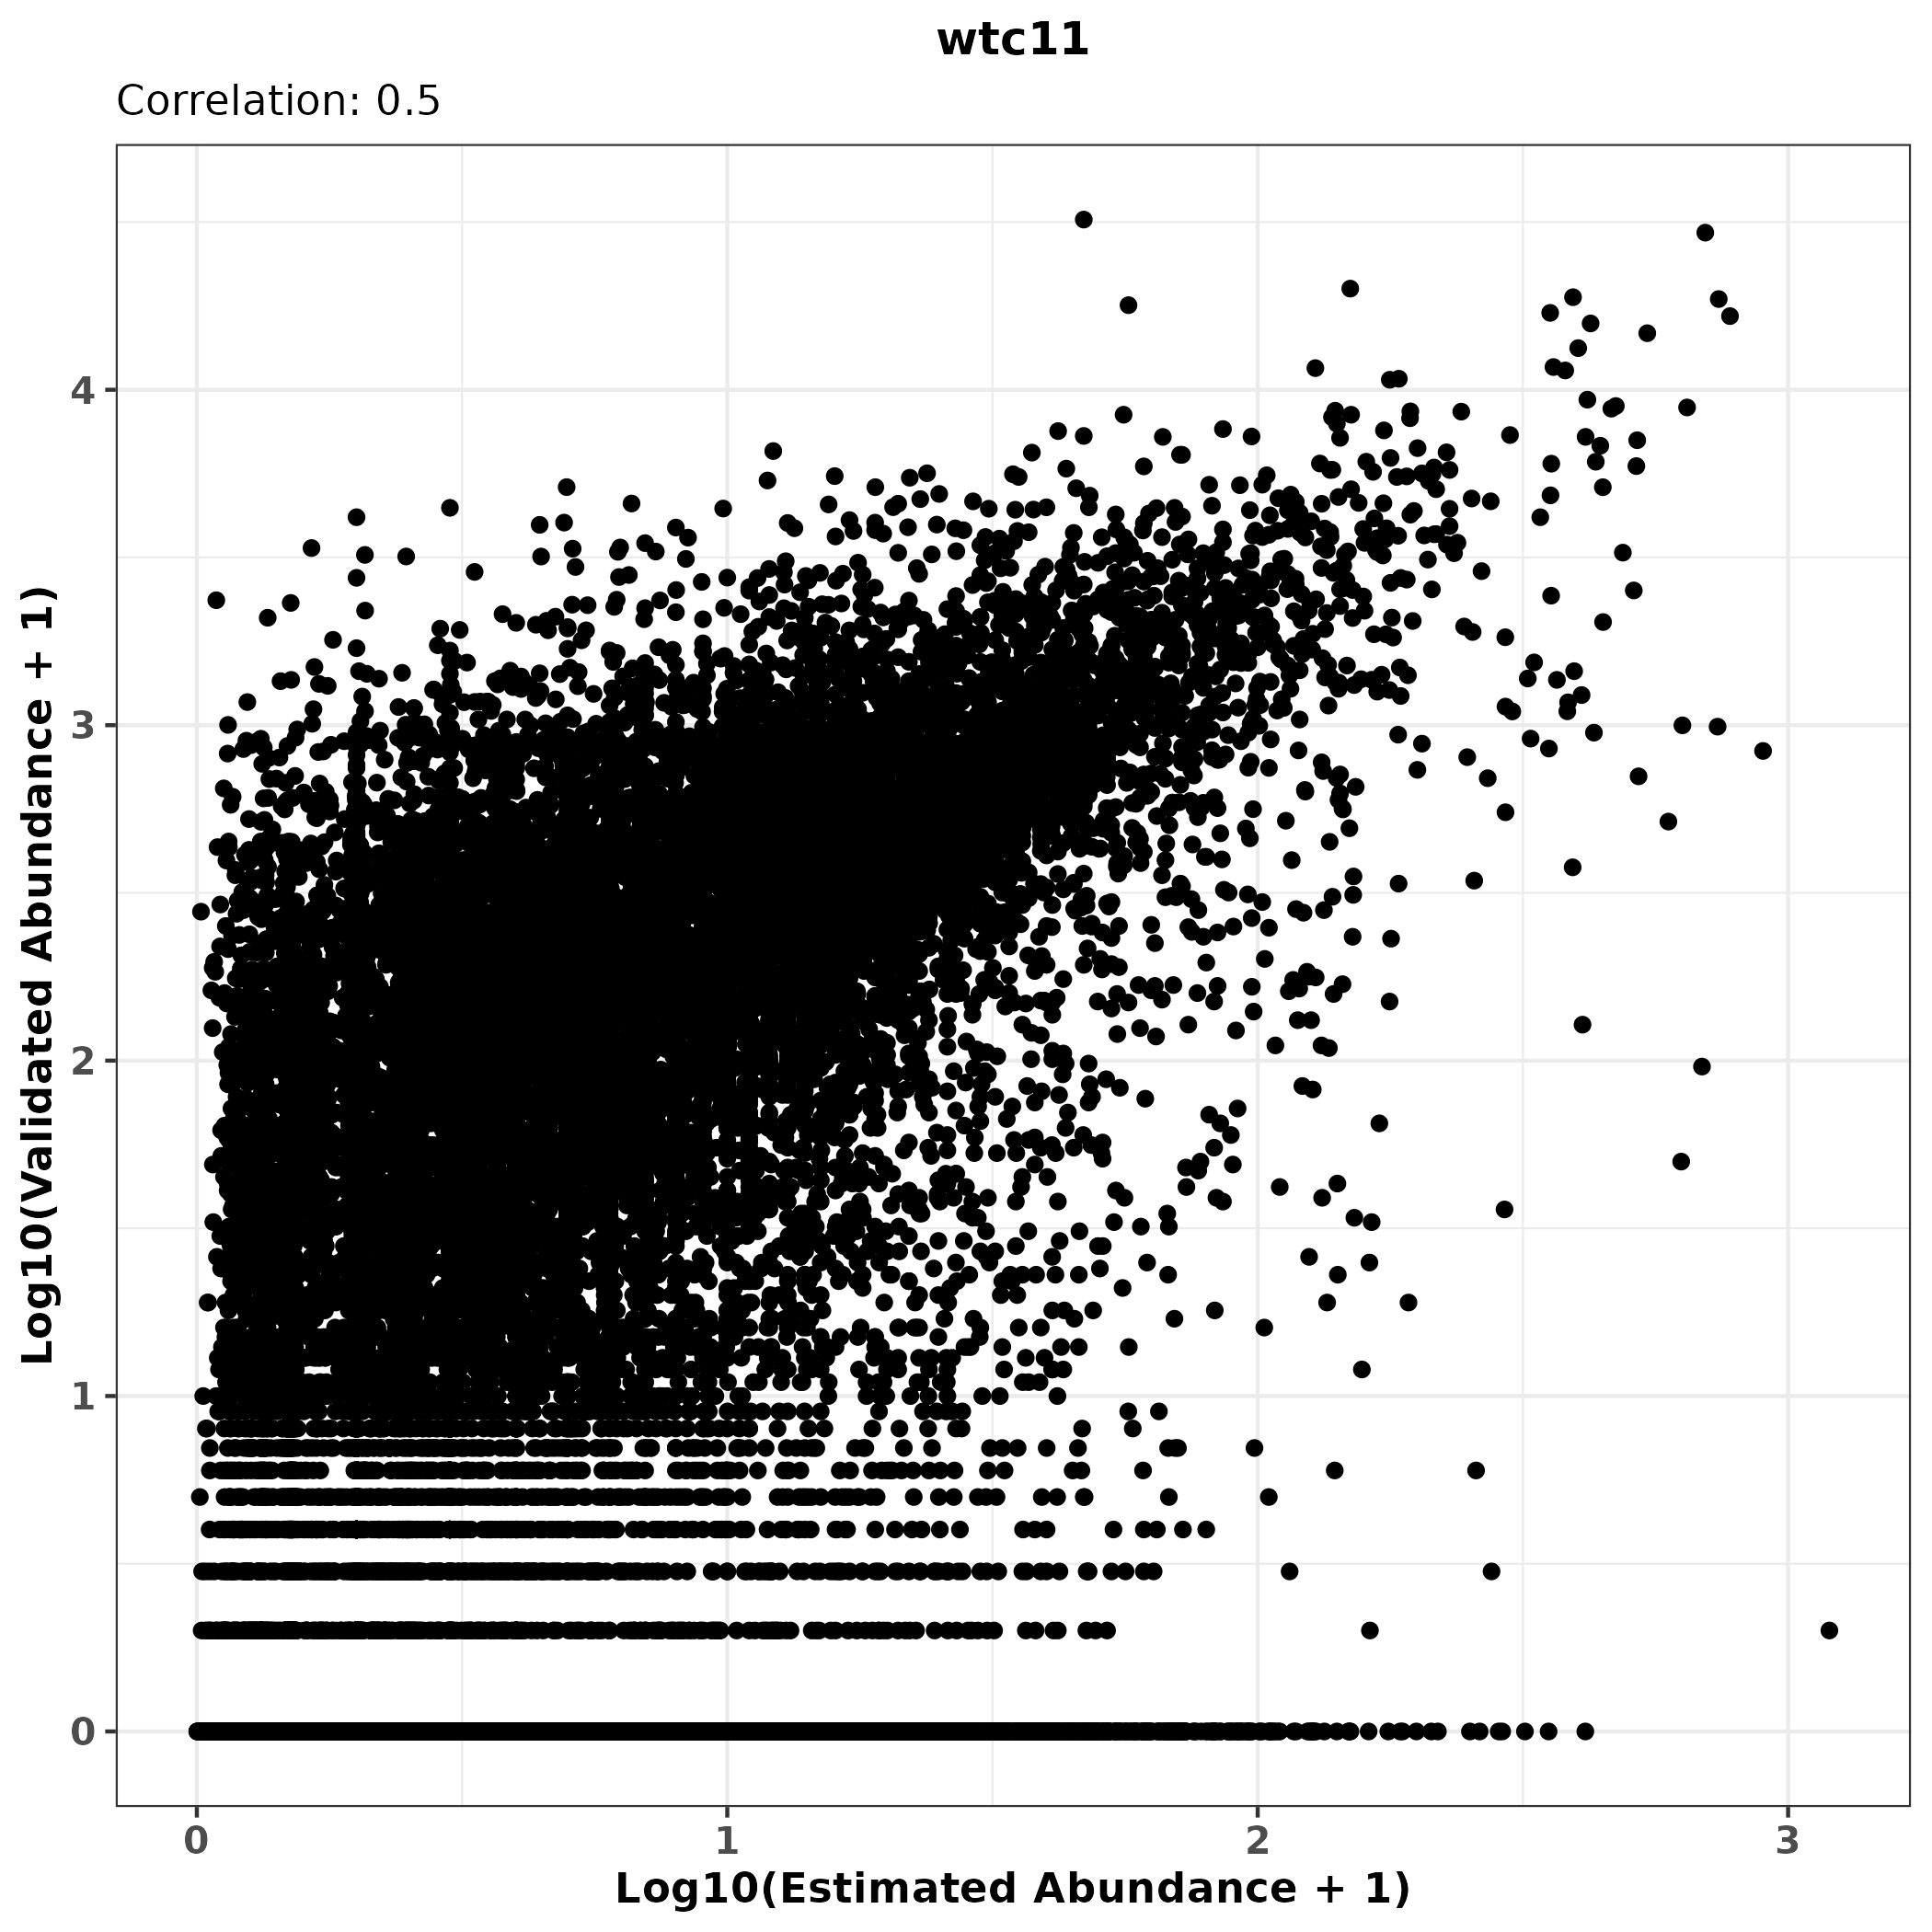 wtc11
Correlation: 0.5
Log10(Validated Abundance + 1)
4
3
2
1
0
0 1 2 3
Log10(Estimated Abundance + 1)